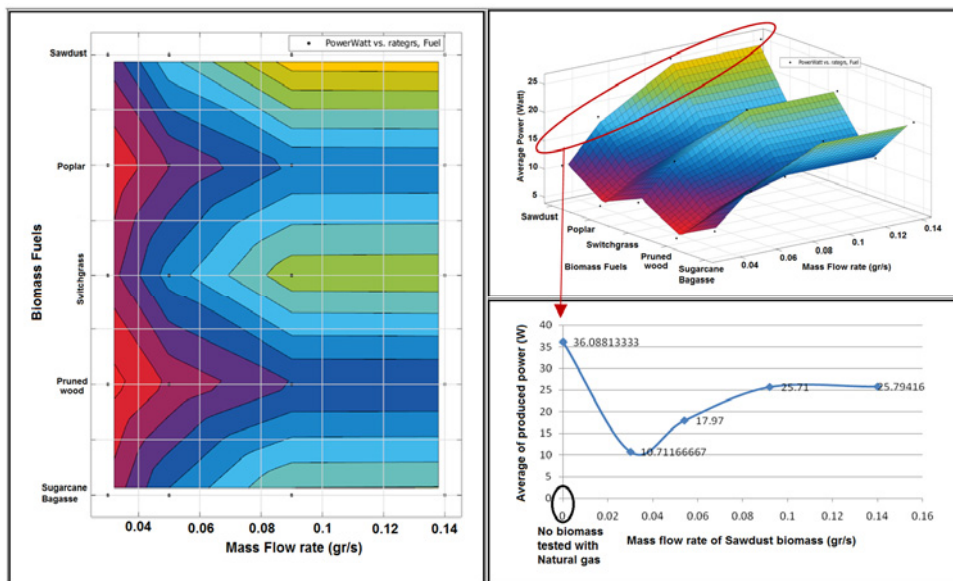 PowerWatt vs. rategrs, Fuel
Sawdust
Poplar
Svitchgrass
Pruned
wood
Sugarcane
Bagasse
Biomass Fuels
0.04
0.06
0.08
0.1
0.12
0.14
Mass Flow rate (gr/s)
PowerWatt vs. rategrs, Fuel
Average Power (Watt)
25
20
15
10
5
Sawdust
Poplar
Switchgrass
Pruned
wood
Sugarcane
Bagasse
Biomass Fuels
0.04
0.06
0.08
0.1
0.12
0.14
Mass Flow rate (gr/s)
Average of produced power (W)
40
35
30
25
20
15
10
5
0
36.08813333
10.71166667
17.97
25.71
25.79416
0
0.02
0.04
0.06
0.08
0.1
0.12
0.14
0.16
No biomass
tested with
Natural gas
Mass flow rate of Sawdust biomass (gr/s)